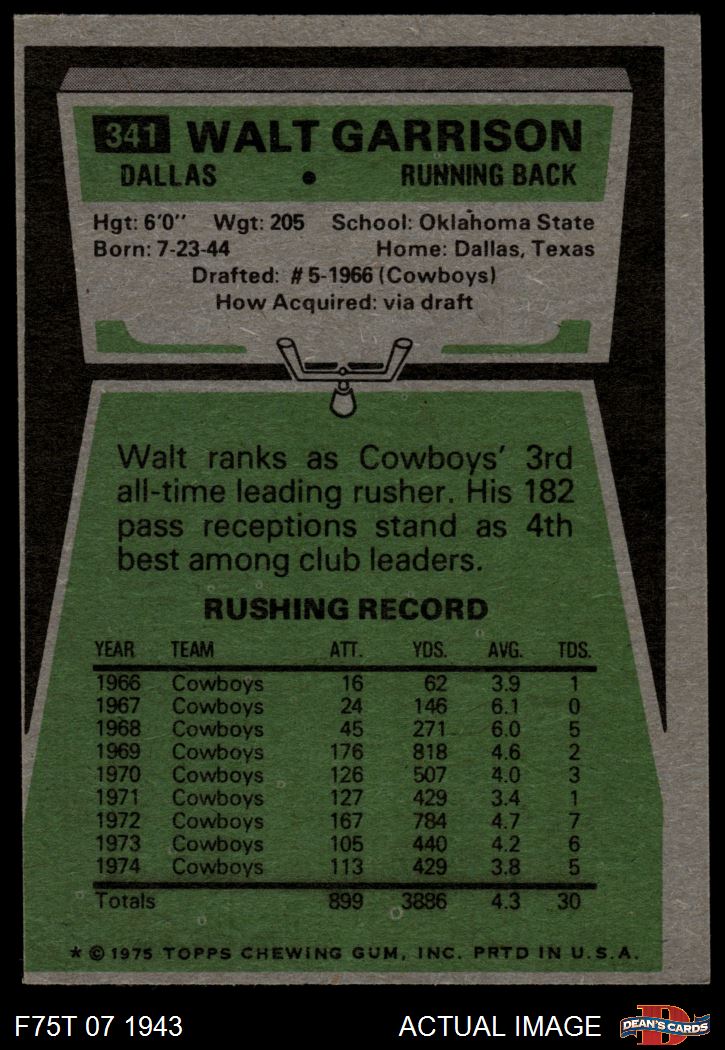 341 WALT GARRISON
DALLAS • RUNNING BACK
Hgt: 6'0" Wgt: 205 School: Oklahoma State
Born: 7-23-44 Home: Dallas, Texas
Drafted: #5-1966 (Cowboys)
How Acquired: via draft
Walt ranks as Cowboys' 3rd
all-time leading rusher. His 182
pass receptions stand as 4th
best among club leaders.
RUSHING RECORD
YEAR TEAM ATT. YDS. AVG. TDS.
1966 Cowboys 16 62 3.9 1
1967 Cowboys 24 146 6.1 0
1968 Cowboys 45 271 6.0 5
1969 Cowboys 176 818 4.6 2
1970 Cowboys 126 507 4.0 3
1971 Cowboys 127 429 3.4 1
1972 Cowboys 167 784 4.7 7
1973 Cowboys 105 440 4.2 6
1974 Cowboys 113 429 3.8 5
Totals 899 3886 4.3 30
* © 1975 TOPPS CHEWING GUM, INC. PRTD IN U.S.A.
F75T 07 1943 ACTUAL IMAGE D DEAN'S CARDS